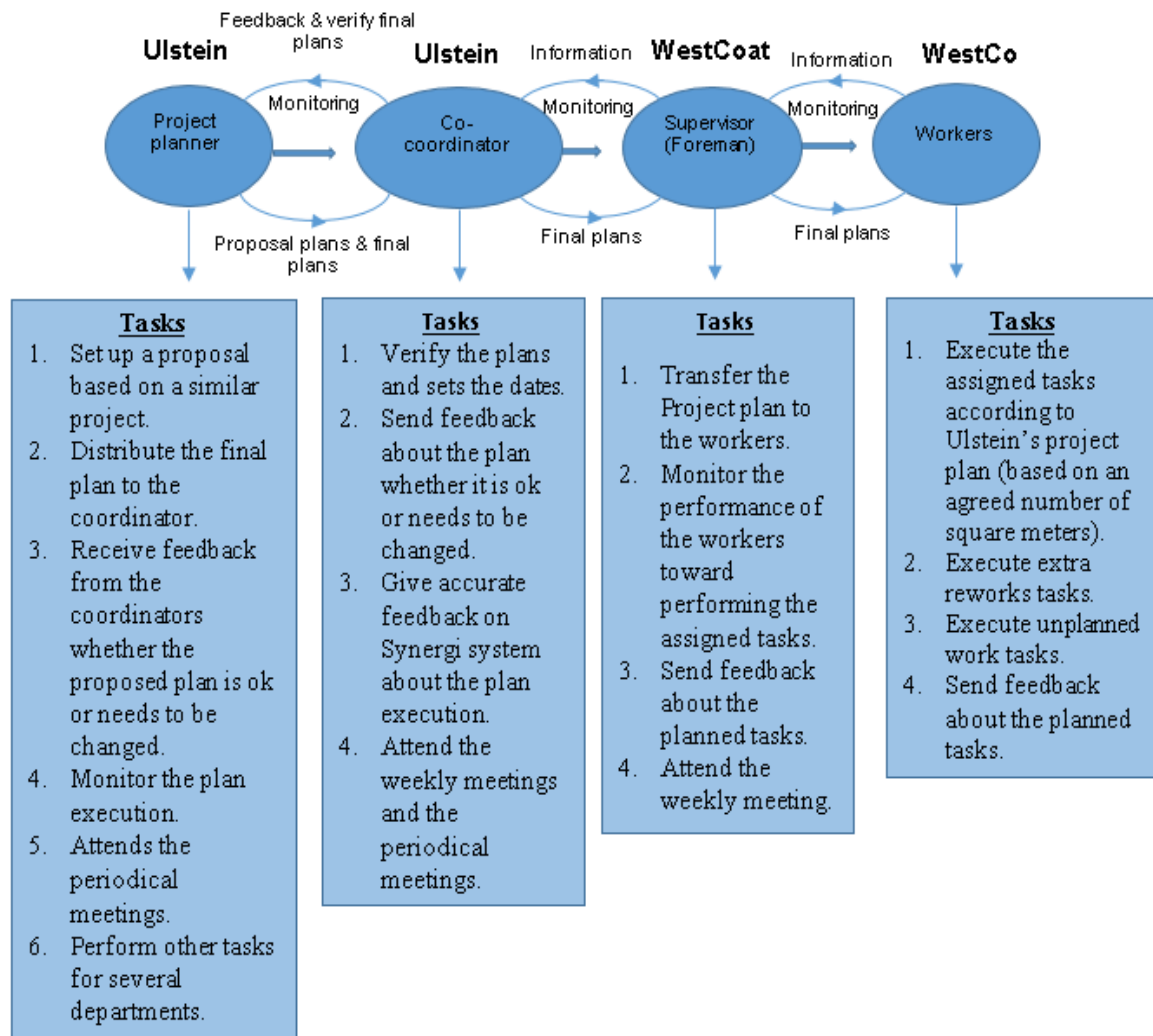 Feedback & verify final
plans
Ulstein
Ulstein
Information
WestCoat
Information
WestCo
Monitoring
Monitoring
Monitoring
Project
planner
Co-
coordinator
Supervisor
(Foreman)
Workers
Proposal plans & final
plans
Final plans
Final plans
Tasks
1. Set up a proposal
based on a similar
project.
2. Distribute the final
plan to the
coordinator.
3. Receive feedback
from the
coordinators
whether the
proposed plan is ok
or needs to be
changed.
4. Monitor the plan
execution.
5. Attends the
periodical
meetings.
6. Perform other tasks
for several
departments.
Tasks
1. Verify the plans
and sets the dates.
2. Send feedback
about the plan
whether it is ok
or needs to be
changed.
3. Give accurate
feedback on
Synergi system
about the plan
execution.
4. Attend the
weekly meetings
and the
periodical
meetings.
Tasks
1. Transfer the
Project plan to
the workers.
2. Monitor the
performance of
the workers
toward
performing the
assigned tasks.
3. Send feedback
about the
planned tasks.
4. Attend the
weekly meeting.
Tasks
1. Execute the
assigned tasks
according to
Ulstein’s project
plan (based on an
agreed number of
square meters).
2. Execute extra
reworks tasks.
3. Execute unplanned
work tasks.
4. Send feedback
about the planned
tasks.